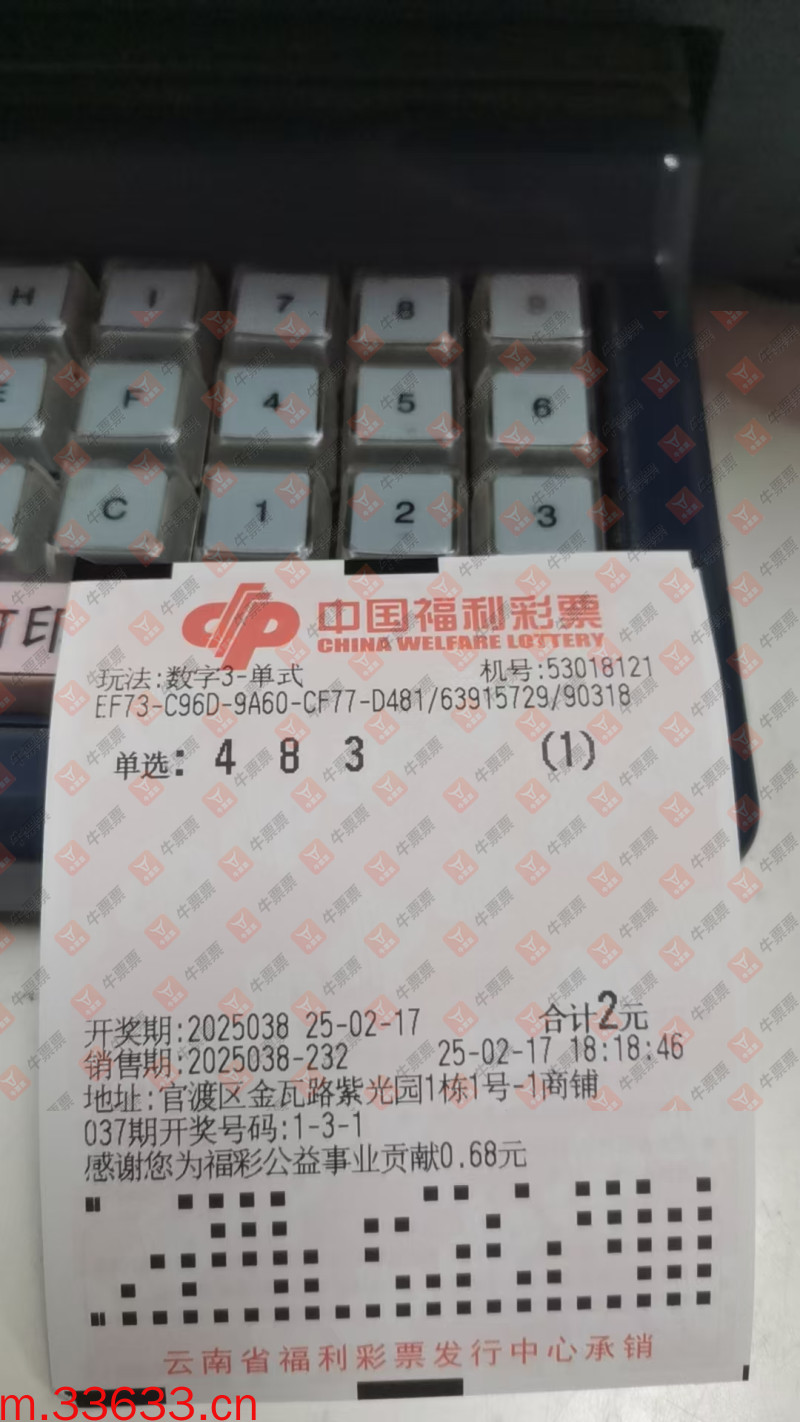 H I 7 8 9
E F 4 5 6
C 1 2 3
打印
中国福利彩票
CHINA WELFARE LOTTERY
玩法:数字3-单式 机号:53018121
EF73-C96D-9A60-CF77-D481/63915729/90318
单选: 4 8 3 (1)
开奖期:2025038 25-02-17 合计2元
销售期:2025038-232 25-02-17 18:18:46
地址:官渡区金瓦路紫光园1栋1号-1商铺
037期开奖号码:1-3-1
感谢您为福彩公益事业贡献0.68元
云南省福利彩票发行中心承销
m.33633.cn
牛票票